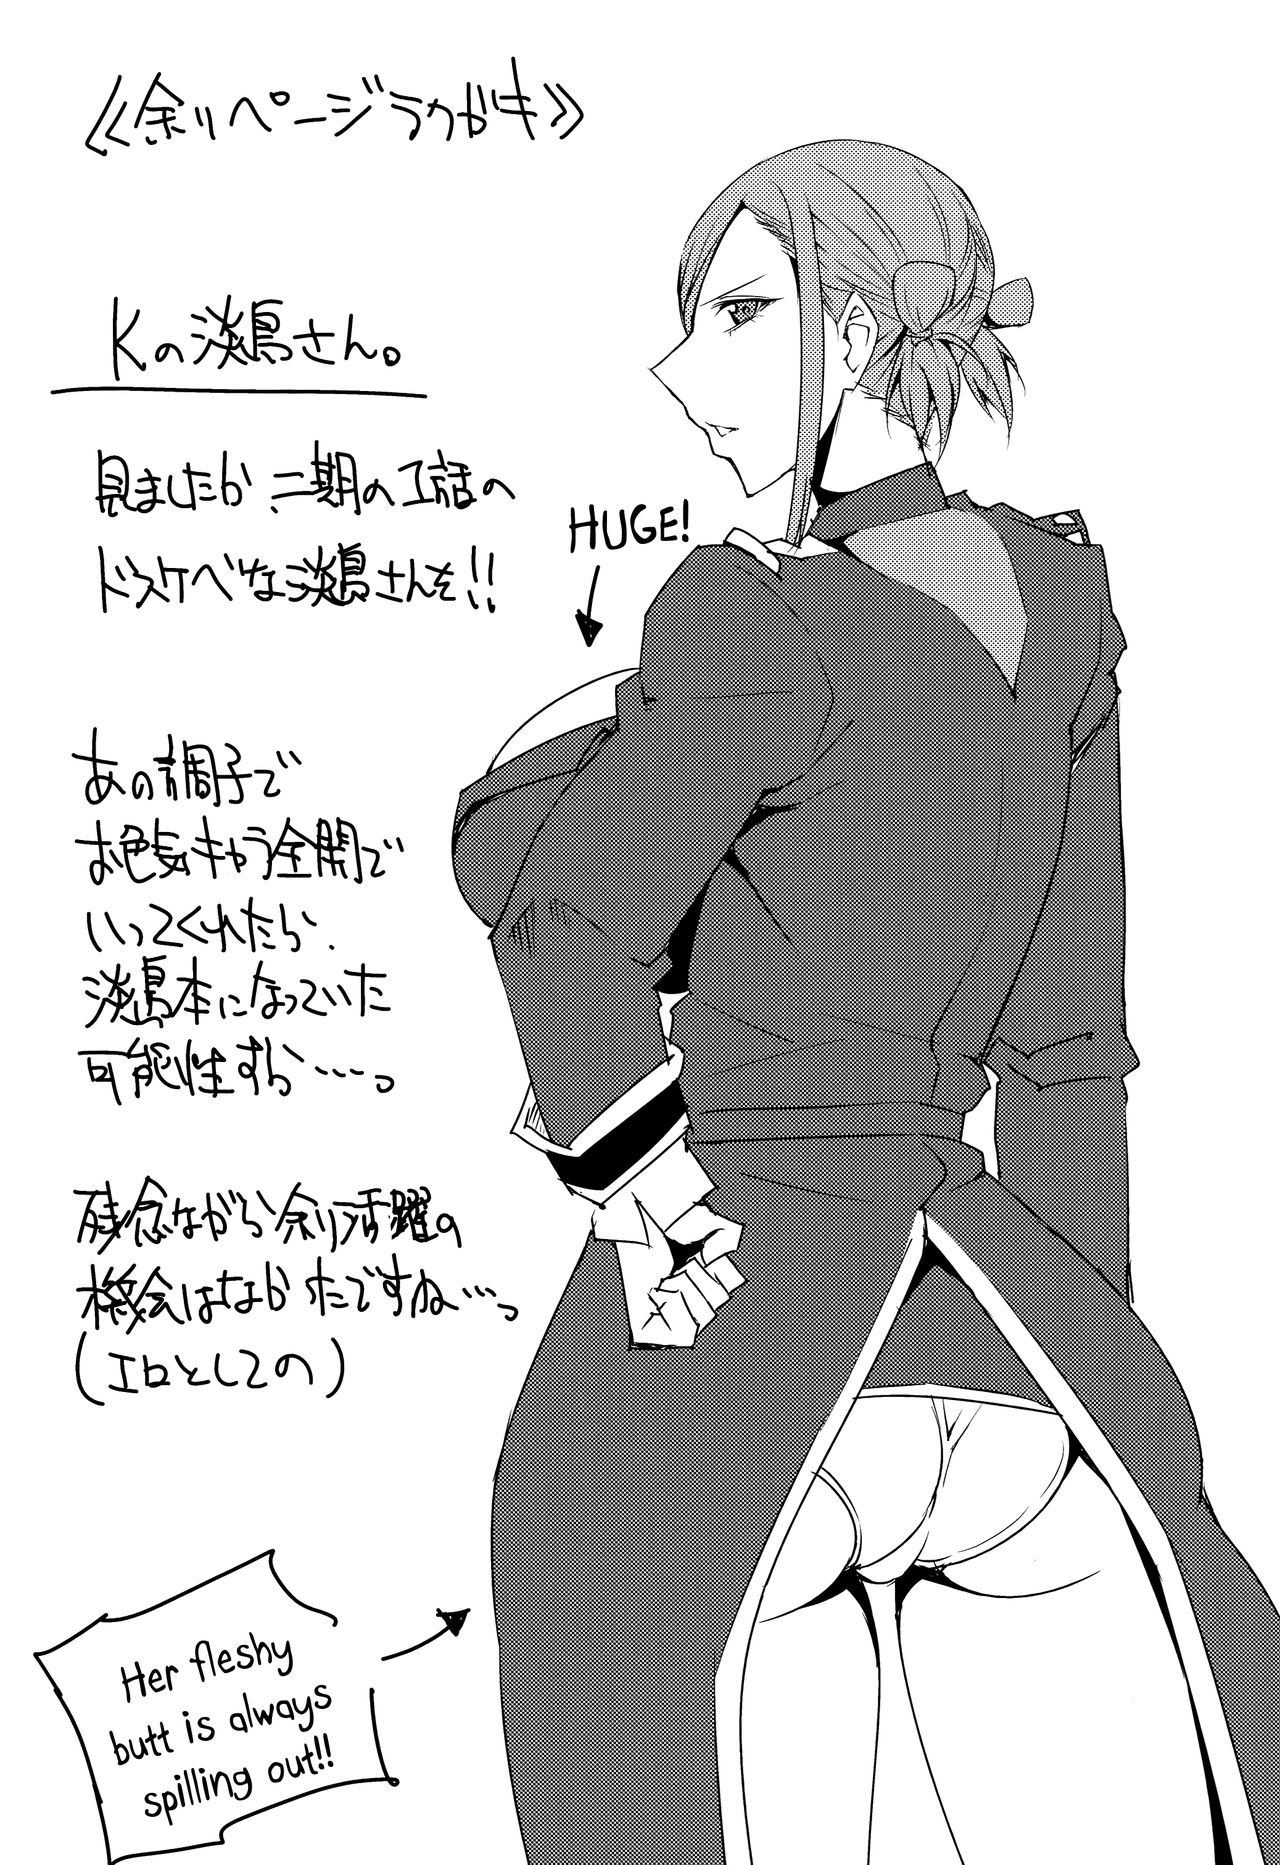 《余りページラクガキ》
Kの淡島さん。
見ましたか 二期の1話の
ドスケベな淡島さんを!!
HUGE!
あの調子で
お色気キャラ全開で
いってくれたら、
淡島本になっていた
可能性すら……っ
残念ながら余り活躍の
機会はなかったですね……っ
(エロとしての)
Her fleshy
butt is always
spilling out!!